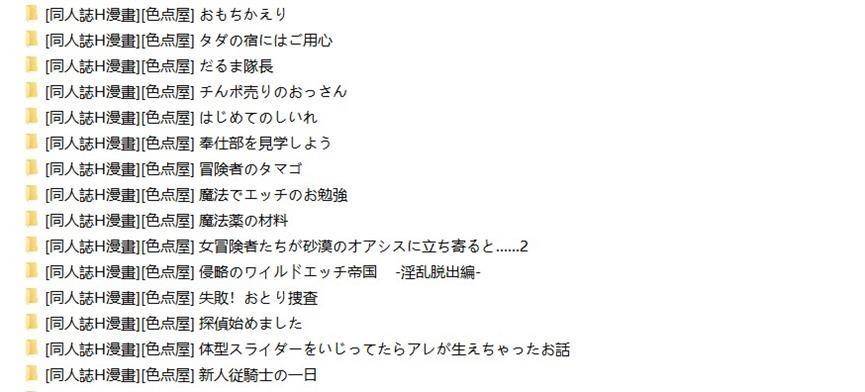 [同人誌H漫畫][色点屋] おもちかえり
[同人誌H漫畫][色点屋] タダの宿にはご用心
[同人誌H漫畫][色点屋] だるま隊長
[同人誌H漫畫][色点屋] チんポ売りのおっさん
[同人誌H漫畫][色点屋] はじめてのしいれ
[同人誌H漫畫][色点屋] 奉仕部を見学しよう
[同人誌H漫畫][色点屋] 冒険者のタマゴ
[同人誌H漫畫][色点屋] 魔法でエッチのお勉強
[同人誌H漫畫][色点屋] 魔法薬の材料
[同人誌H漫畫][色点屋] 女冒険者たちが砂漠のオアシスに立ち寄ると......2
[同人誌H漫畫][色点屋] 侵略のワイルドエッチ帝国　-淫乱脱出編-
[同人誌H漫畫][色点屋] 失敗！おとり捜査
[同人誌H漫畫][色点屋] 探偵始めました
[同人誌H漫畫][色点屋] 体型スライダーをいじってたらアレが生えちゃったお話
[同人誌H漫畫][色点屋] 新人従騎士の一日